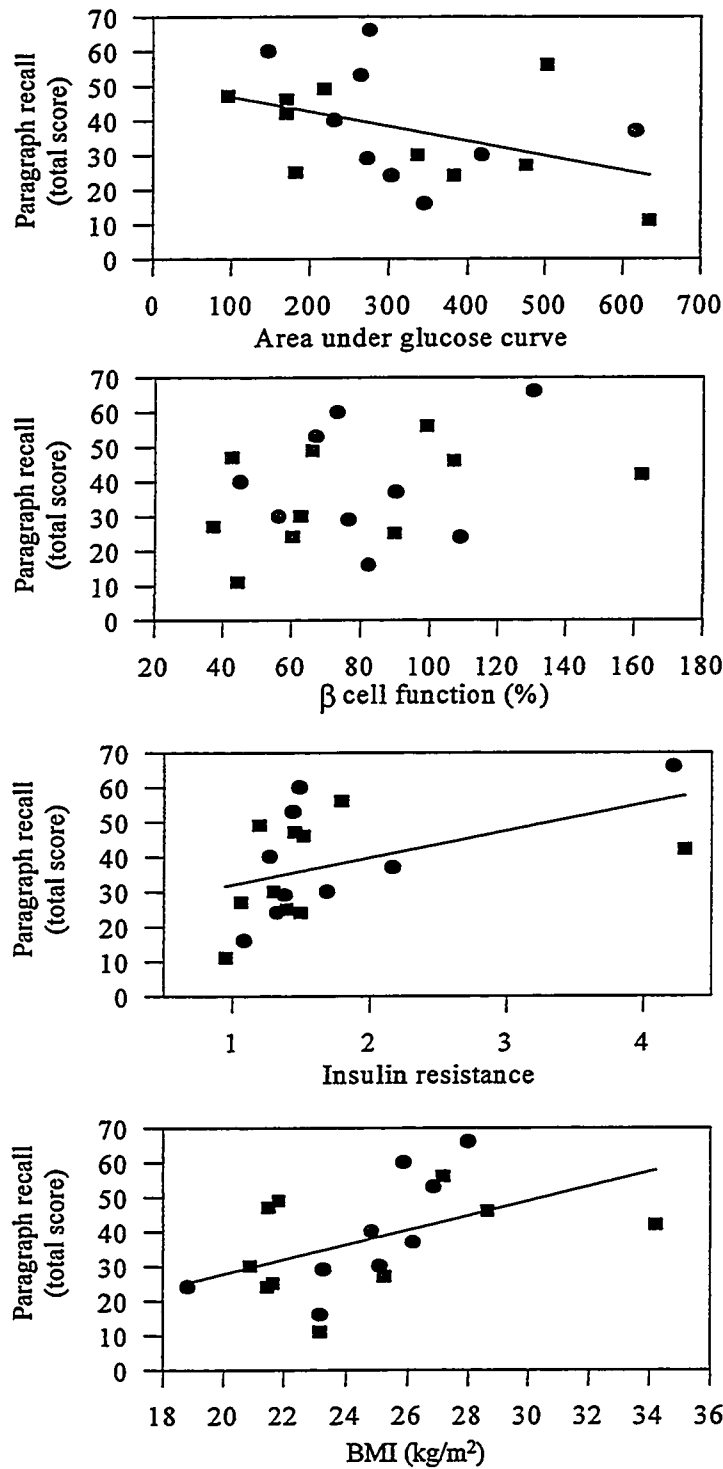 Paragraph recall
(total score)
70
60
50
40
30
20
10
0
0 100 200 300 400 500 600 700
Area under glucose curve
Paragraph recall
(total score)
70
60
50
40
30
20
10
0
20 40 60 80 100 120 140 160 180
β cell function (%)
Paragraph recall
(total score)
70
60
50
40
30
20
10
0
1 2 3 4
Insulin resistance
Paragraph recall
(total score)
70
60
50
40
30
20
10
0
18 20 22 24 26 28 30 32 34 36
BMI (kg/m²)